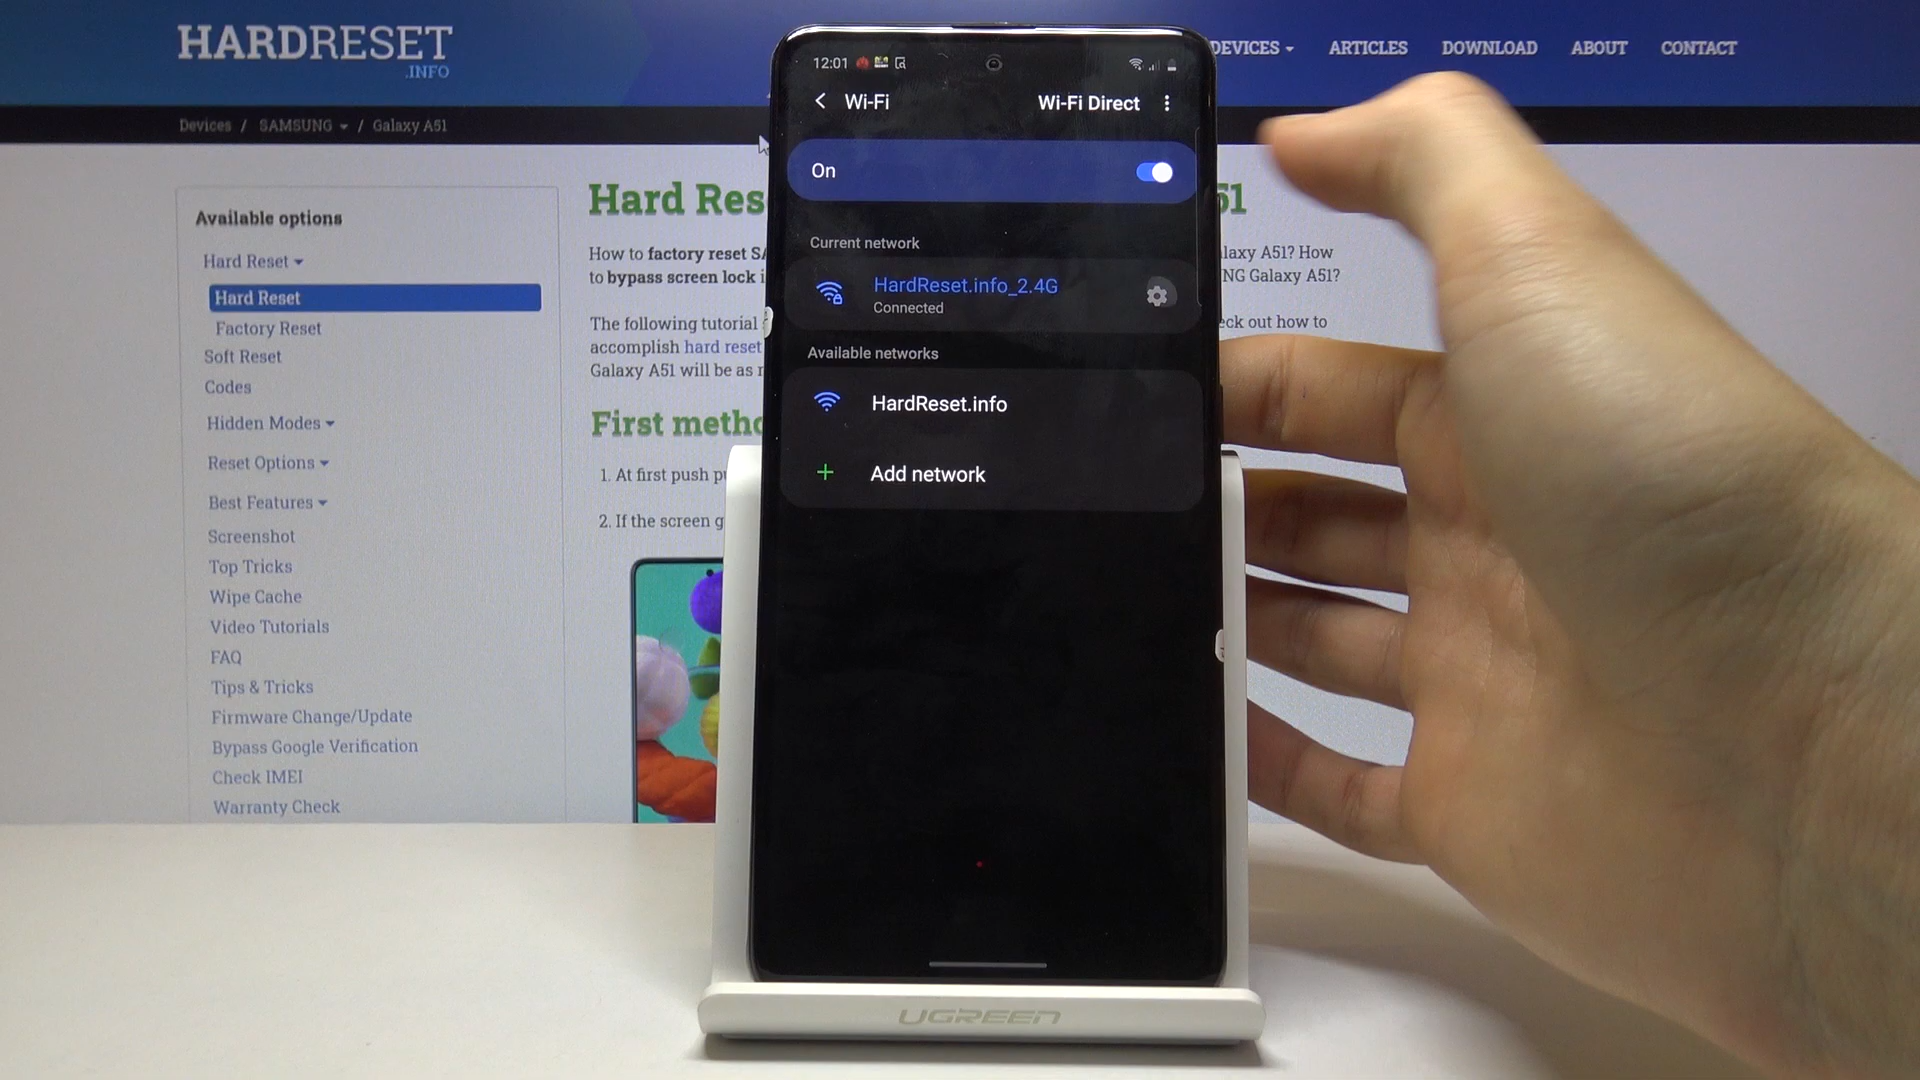 HARDRESET
.INFO
DEVICES
ARTICLES
DOWNLOAD
ABOUT
CONTACT
Devices / SAMSUNG / Galaxy A51
Available options
Hard Reset
Hard Reset
Factory Reset
Soft Reset
Codes
Hidden Modes
Reset Options
Best Features
Screenshot
Top Tricks
Wipe Cache
Video Tutorials
FAQ
Tips & Tricks
Firmware Change/Update
Bypass Google Verification
Check IMEI
Warranty Check
Hard Res
51
How to factory reset SA
alaxy A51? How
to bypass screen lock i
NG Galaxy A51?
The following tutorial
eck out how to
accomplish hard reset
Galaxy A51 will be as
First metho
1. At first push p
2. If the screen g
12:01
Wi-Fi
Wi-Fi Direct
On
Current network
HardReset.info_2.4G
Connected
Available networks
HardReset.info
Add network
UGREEN